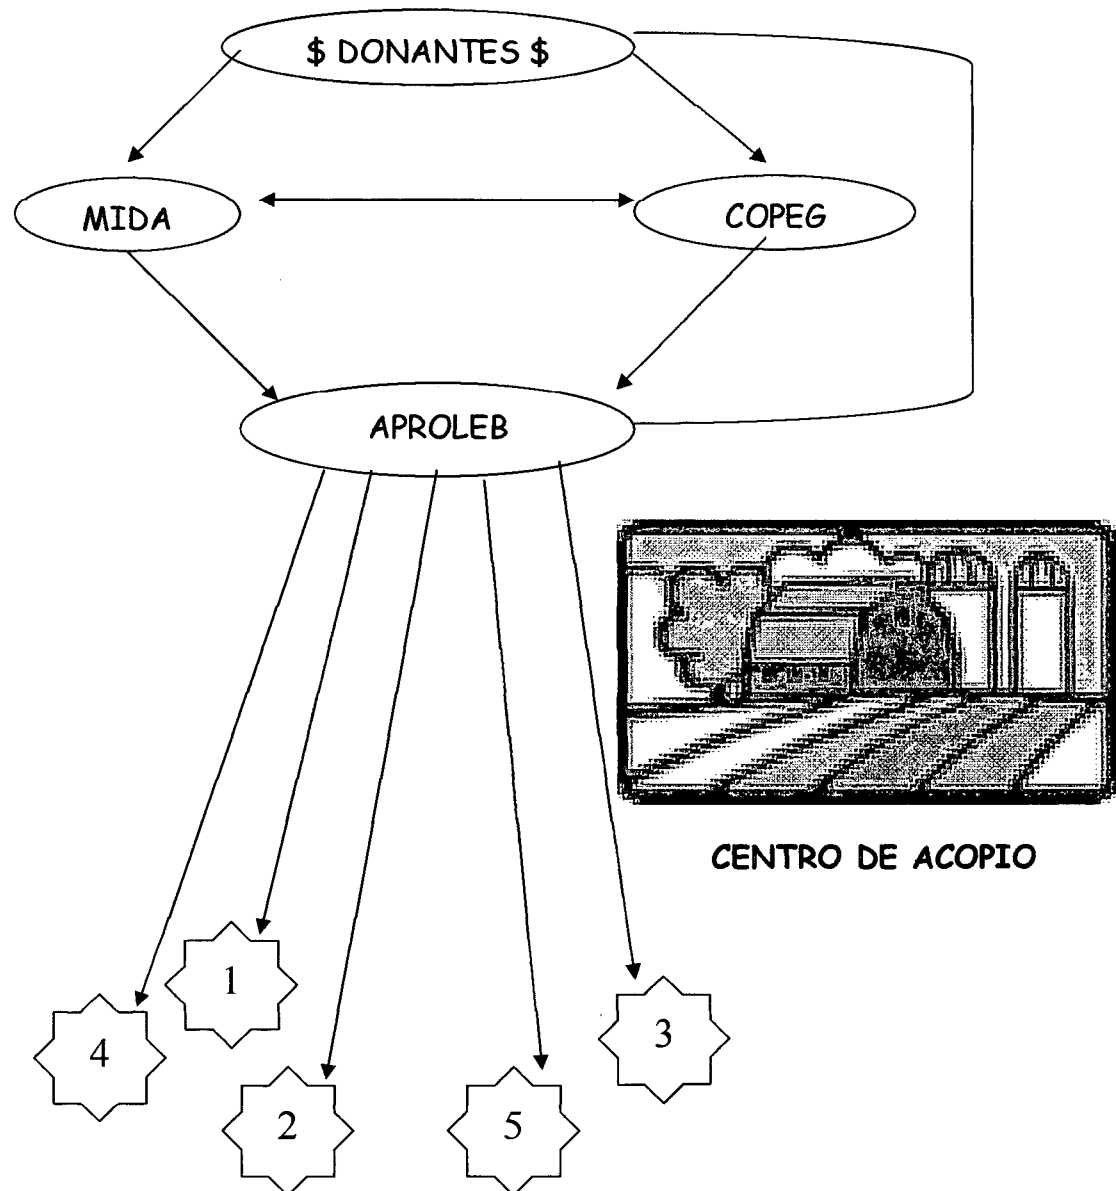 $ DONANTES $
MIDA
COPEG
APROLEB
CENTRO DE ACOPIO
1
4
3
2
5